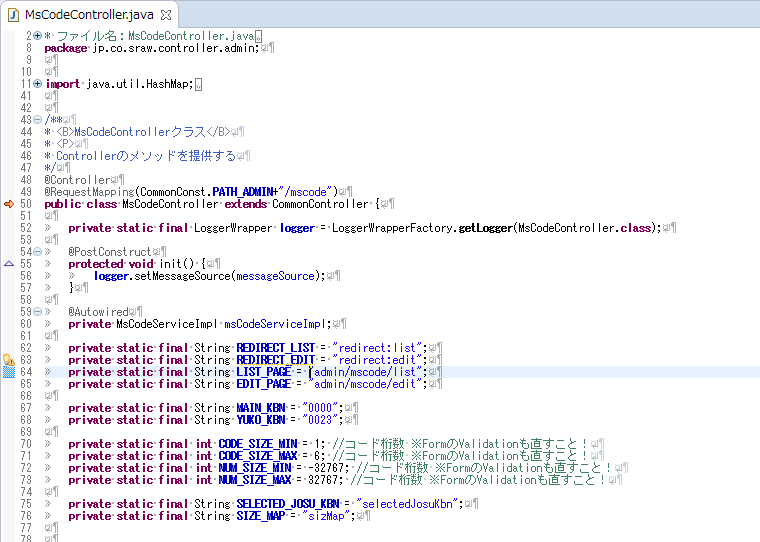 MsCodeController.java
2 * ファイル名：MsCodeController.java
8 package jp.co.sraw.controller.admin;
9
10
11 import java.util.HashMap;
41
42
43 /**
44 * <B>MsCodeControllerクラス</B>
45 * <P>
46 * Controllerのメソッドを提供する
47 */
48 @Controller
49 @RequestMapping(CommonConst.PATH_ADMIN+"/mscode")
50 public class MsCodeController extends CommonController {
51
52 private static final LoggerWrapper logger = LoggerWrapperFactory.getLogger(MsCodeController.class);
53
54 @PostConstruct
55 protected void init() {
56 logger.setMessageSource(messageSource);
57 }
58
59 @Autowired
60 private MsCodeServiceImpl msCodeServiceImpl;
61
62 private static final String REDIRECT_LIST = "redirect:list";
63 private static final String REDIRECT_EDIT = "redirect:edit";
64 private static final String LIST_PAGE = "admin/mscode/list";
65 private static final String EDIT_PAGE = "admin/mscode/edit";
66
67 private static final String MAIN_KBN = "0000";
68 private static final String YUKO_KBN = "0023";
69
70 private static final int CODE_SIZE_MIN = 1; //コード桁数 ※FormのValidationも直すこと！
71 private static final int CODE_SIZE_MAX = 6; //コード桁数 ※FormのValidationも直すこと！
72 private static final int NUM_SIZE_MIN = -32767; //コード桁数 ※FormのValidationも直すこと！
73 private static final int NUM_SIZE_MAX = 32767; //コード桁数 ※FormのValidationも直すこと！
74
75 private static final String SELECTED_JOSU_KBN = "selectedJosuKbn";
76 private static final String SIZE_MAP = "sizMap";
77
78